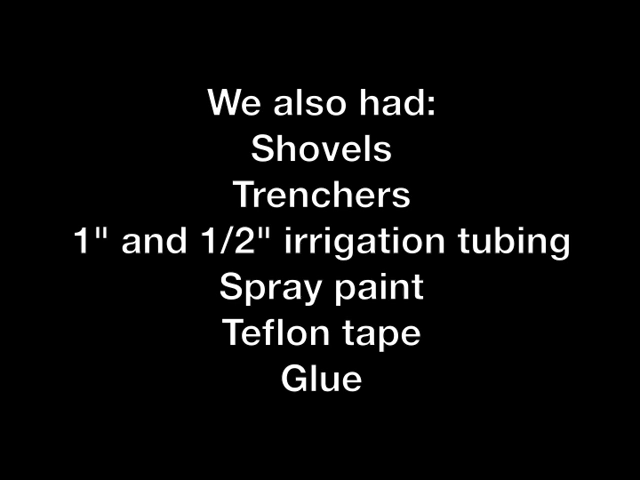 We also had:
Shovels
Trenchers
1" and 1/2" irrigation tubing
Spray paint
Teflon tape
Glue